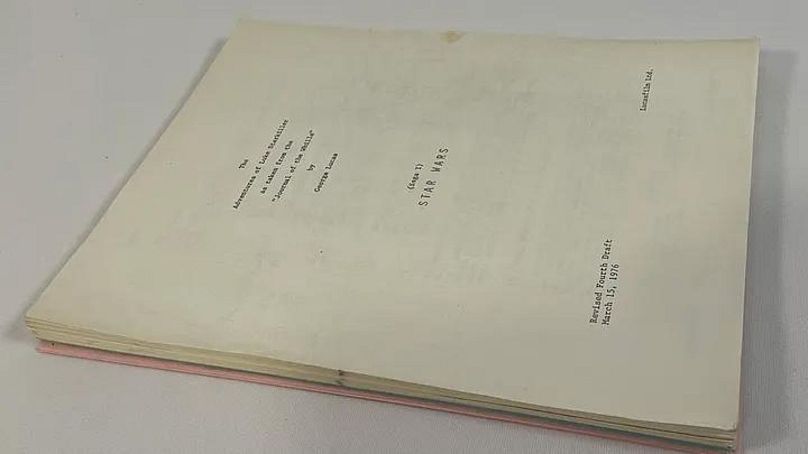 The
Adventures of Luke Starkiller
as taken from the
"Journal of the Whills"
by
George Lucas
(Saga I)
STAR WARS
Revised Fourth Draft
March 15, 1976
Lucasfilm Ltd.